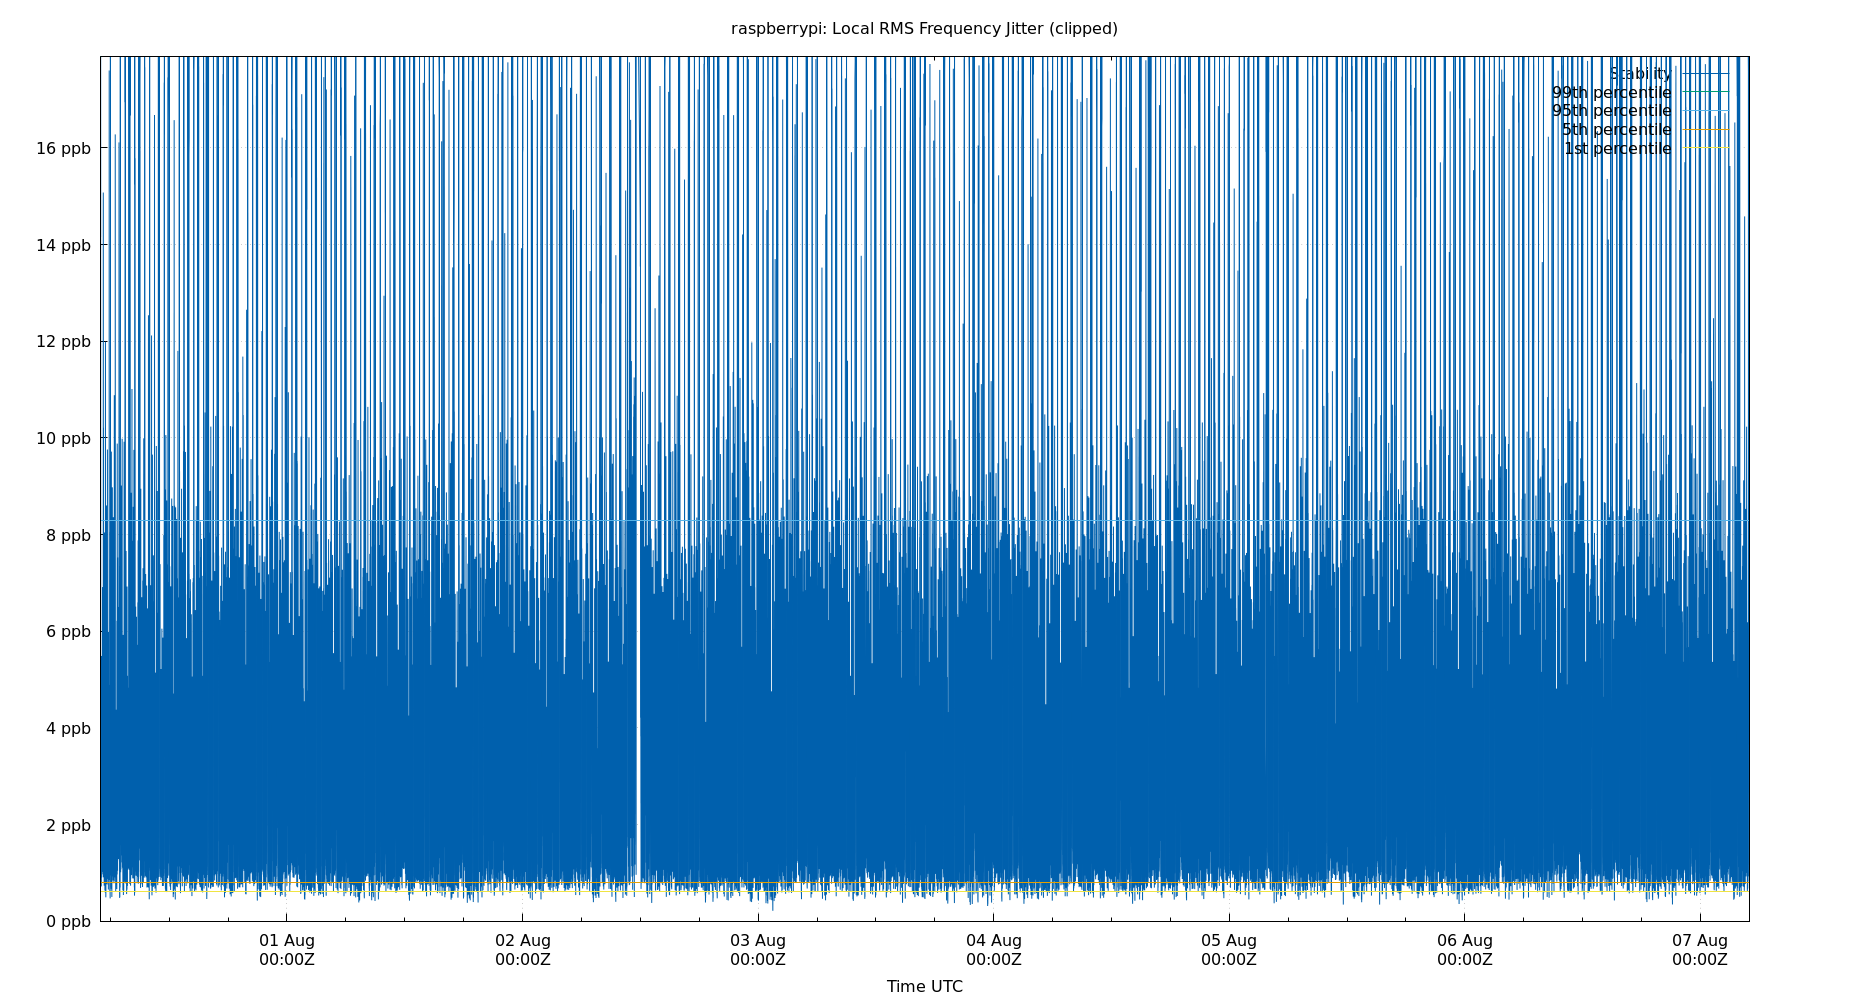 raspberrypi: Local RMS Frequency Jitter (clipped)
Stability
99th percentile
95th percentile
5th percentile
1st percentile
16 ppb
14 ppb
12 ppb
10 ppb
8 ppb
6 ppb
4 ppb
2 ppb
0 ppb
01 Aug 02 Aug 03 Aug 04 Aug 05 Aug 06 Aug 07 Aug
00:00Z 00:00Z 00:00Z 00:00Z 00:00Z 00:00Z 00:00Z
Time UTC